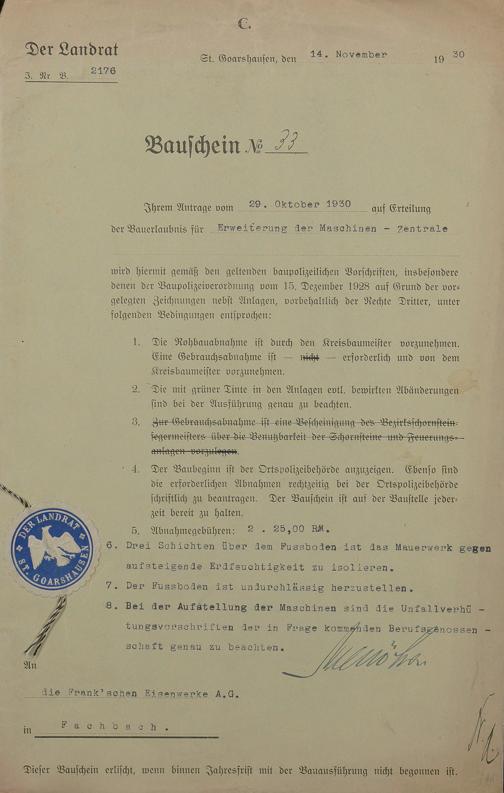 C.
Der Landrat
St. Goarshausen, den 14. November 1930
J. Nr. B. 2176
Bauschein No 33
Ihrem Antrage vom 29. Oktober 1930 auf Erteilung
der Bauerlaubnis für Erweiterung der Maschinen - Zentrale
wird hiermit gemäß den geltenden baupolizeilichen Vorschriften, insbesondere
denen der Baupolizeiverordnung vom 15. Dezember 1928 auf Grund der vor-
gelegten Zeichnungen nebst Anlagen, vorbehaltlich der Rechte Dritter, unter
folgenden Bedingungen entsprochen:
1. Die Rohbauabnahme ist durch den Kreisbaumeister vorzunehmen.
Eine Gebrauchsabnahme ist — nicht — erforderlich und von dem
Kreisbaumeister vorzunehmen.
2. Die mit grüner Tinte in den Anlagen evtl. bewirkten Abänderungen
sind bei der Ausführung genau zu beachten.
3. Zur Gebrauchsabnahme ist eine Bescheinigung des Bezirksschornstein-
fegermeisters über die Benutzbarkeit der Schornsteine und Feuerungs-
anlagen vorzulegen.
4. Der Baubeginn ist der Ortspolizeibehörde anzuzeigen. Ebenso sind
die erforderlichen Abnahmen rechtzeitig bei der Ortspolizeibehörde
schriftlich zu beantragen. Der Bauschein ist auf der Baustelle jeder-
zeit bereit zu halten.
5. Abnahmegebühren: 2 . 25,00 RM.
6. Drei Schichten über dem Fussboden ist das Mauerwerk gegen
aufsteigende Erdfsuchtigkeit zu isolieren.
7. Der Fussboden ist undurchlässig herzustellen.
8. Bei der Aufstellung der Maschinen sind die Unfallverhü -
tungsvorschriften der in Frage kommenden Berufsgenossen -
schaft genau zu beachten.
DER LANDRAT
ST. GOARSHAUSEN
An
die Frank'schen Eisenwerke A.G.
in Fachbach.
Dieser Bauschein erlischt, wenn binnen Jahresfrist mit der Bauausführung nicht begonnen ist.